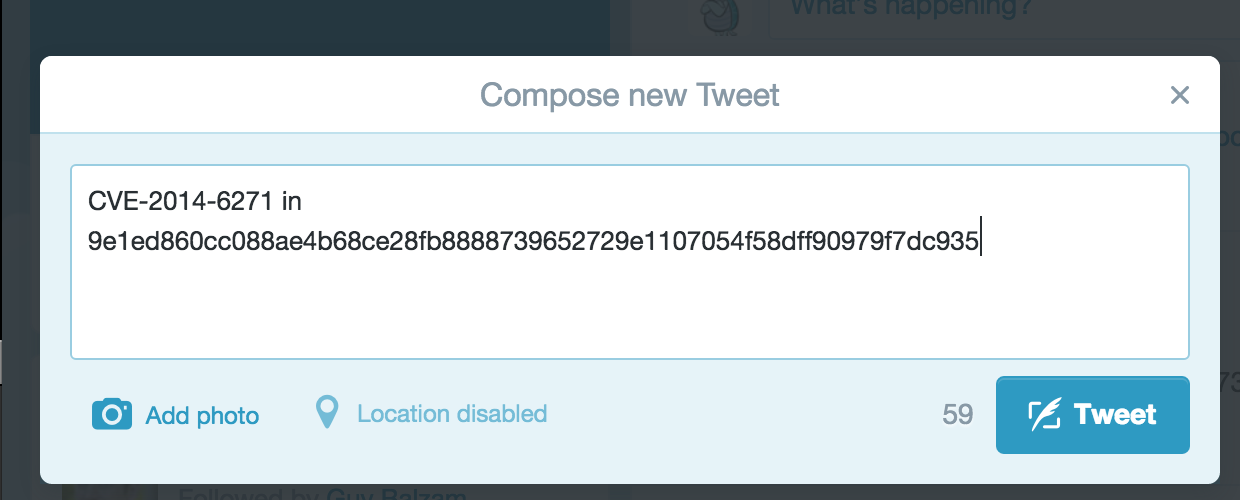 What's happening?
Compose new Tweet
CVE-2014-6271 in
9e1ed860cc088ae4b68ce28fb8888739652729e1107054f58dff90979f7dc935
Add photo
Location disabled
59
Tweet
Followed by Guy Balzam